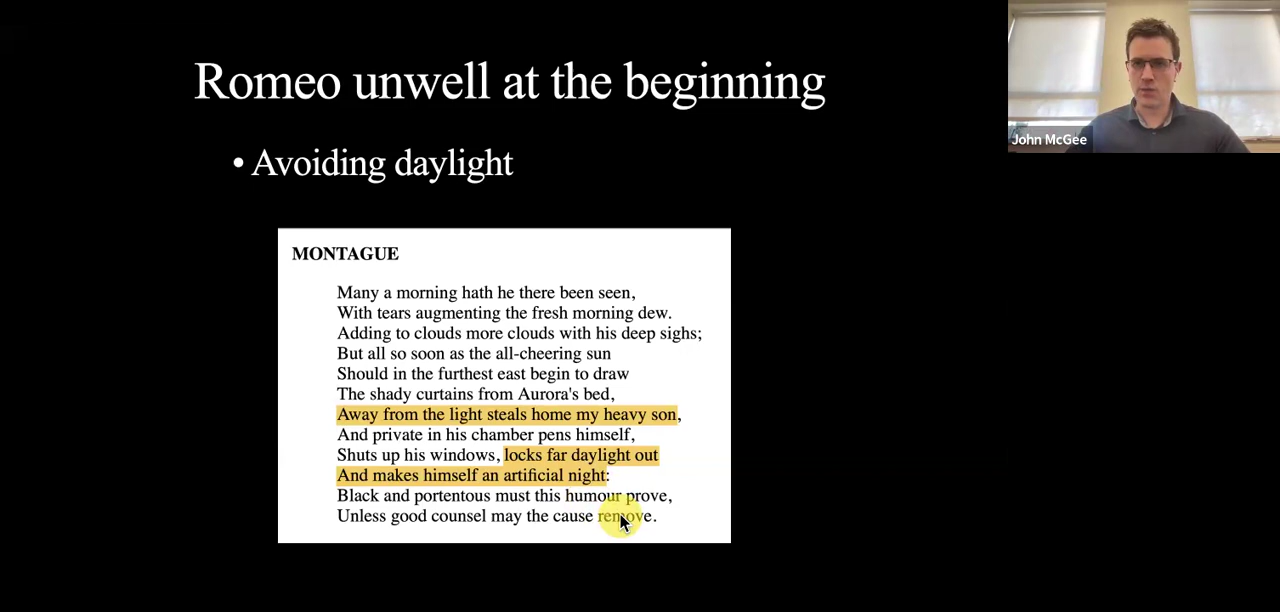 Romeo unwell at the beginning
• Avoiding daylight
John McGee
MONTAGUE
Many a morning hath he there been seen,
With tears augmenting the fresh morning dew.
Adding to clouds more clouds with his deep sighs;
But all so soon as the all-cheering sun
Should in the furthest east begin to draw
The shady curtains from Aurora's bed,
Away from the light steals home my heavy son,
And private in his chamber pens himself,
Shuts up his windows, locks far daylight out
And makes himself an artificial night:
Black and portentous must this humour prove,
Unless good counsel may the cause remove.